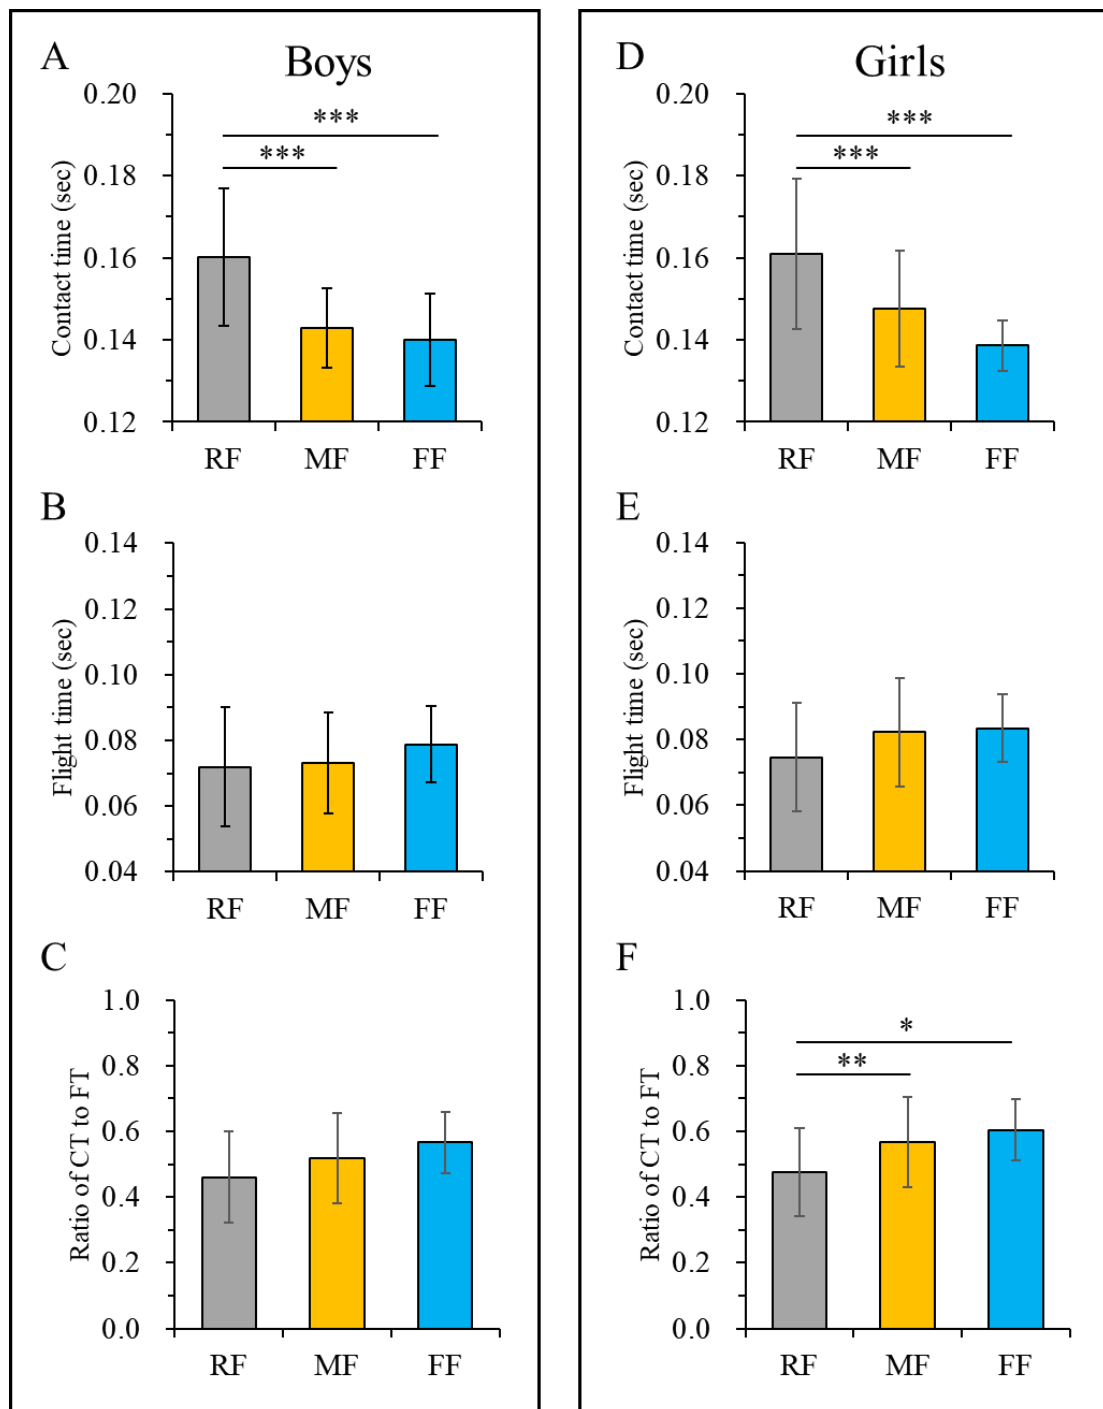 A
Boys
0.20
0.18
0.16
0.14
0.12
Contact time (sec)
***
***
RF MF FF
B
0.14
0.12
0.10
0.08
0.06
0.04
Flight time (sec)
RF MF FF
C
1.0
0.8
0.6
0.4
0.2
0.0
Ratio of CT to FT
RF MF FF
D
Girls
0.20
0.18
0.16
0.14
0.12
Contact time (sec)
***
***
RF MF FF
E
0.14
0.12
0.10
0.08
0.06
0.04
Flight time (sec)
RF MF FF
F
1.0
0.8
0.6
0.4
0.2
0.0
Ratio of CT to FT
*
**
RF MF FF